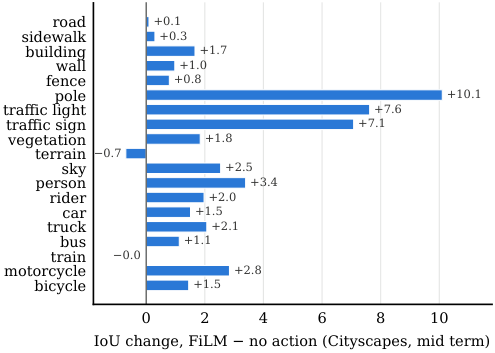 road +0.1
sidewalk +0.3
building +1.7
wall +1.0
fence +0.8
pole +10.1
traffic light +7.6
traffic sign +7.1
vegetation +1.8
terrain −0.7
sky +2.5
person +3.4
rider +2.0
car +1.5
truck +2.1
bus +1.1
train −0.0
motorcycle +2.8
bicycle +1.5
0 2 4 6 8 10
IoU change, FiLM − no action (Cityscapes, mid term)